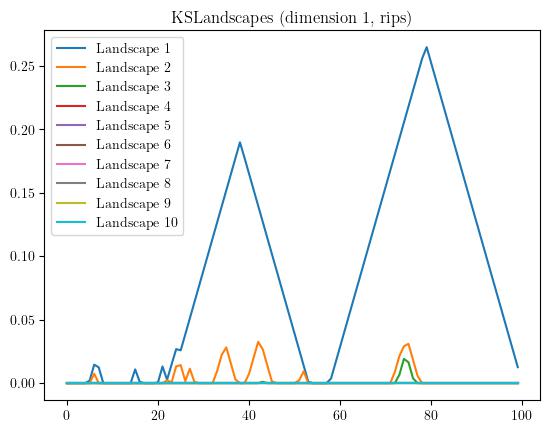 KSLandscapes (dimension 1, rips)
Landscape 1
Landscape 2
Landscape 3
Landscape 4
Landscape 5
Landscape 6
Landscape 7
Landscape 8
Landscape 9
Landscape 10
0.25
0.20
0.15
0.10
0.05
0.00
0 20 40 60 80 100